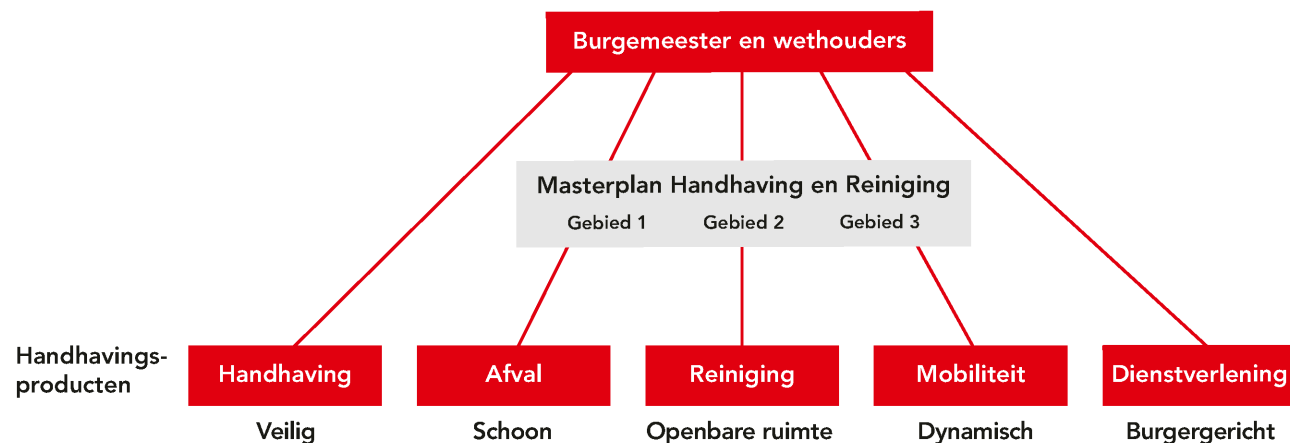 Burgemeester en wethouders
Masterplan Handhaving en Reiniging
Gebied 1 Gebied 2 Gebied 3
Handhavings-
producten
Handhaving Afval Reiniging Mobiliteit Dienstverlening
Veilig Schoon Openbare ruimte Dynamisch Burgergericht